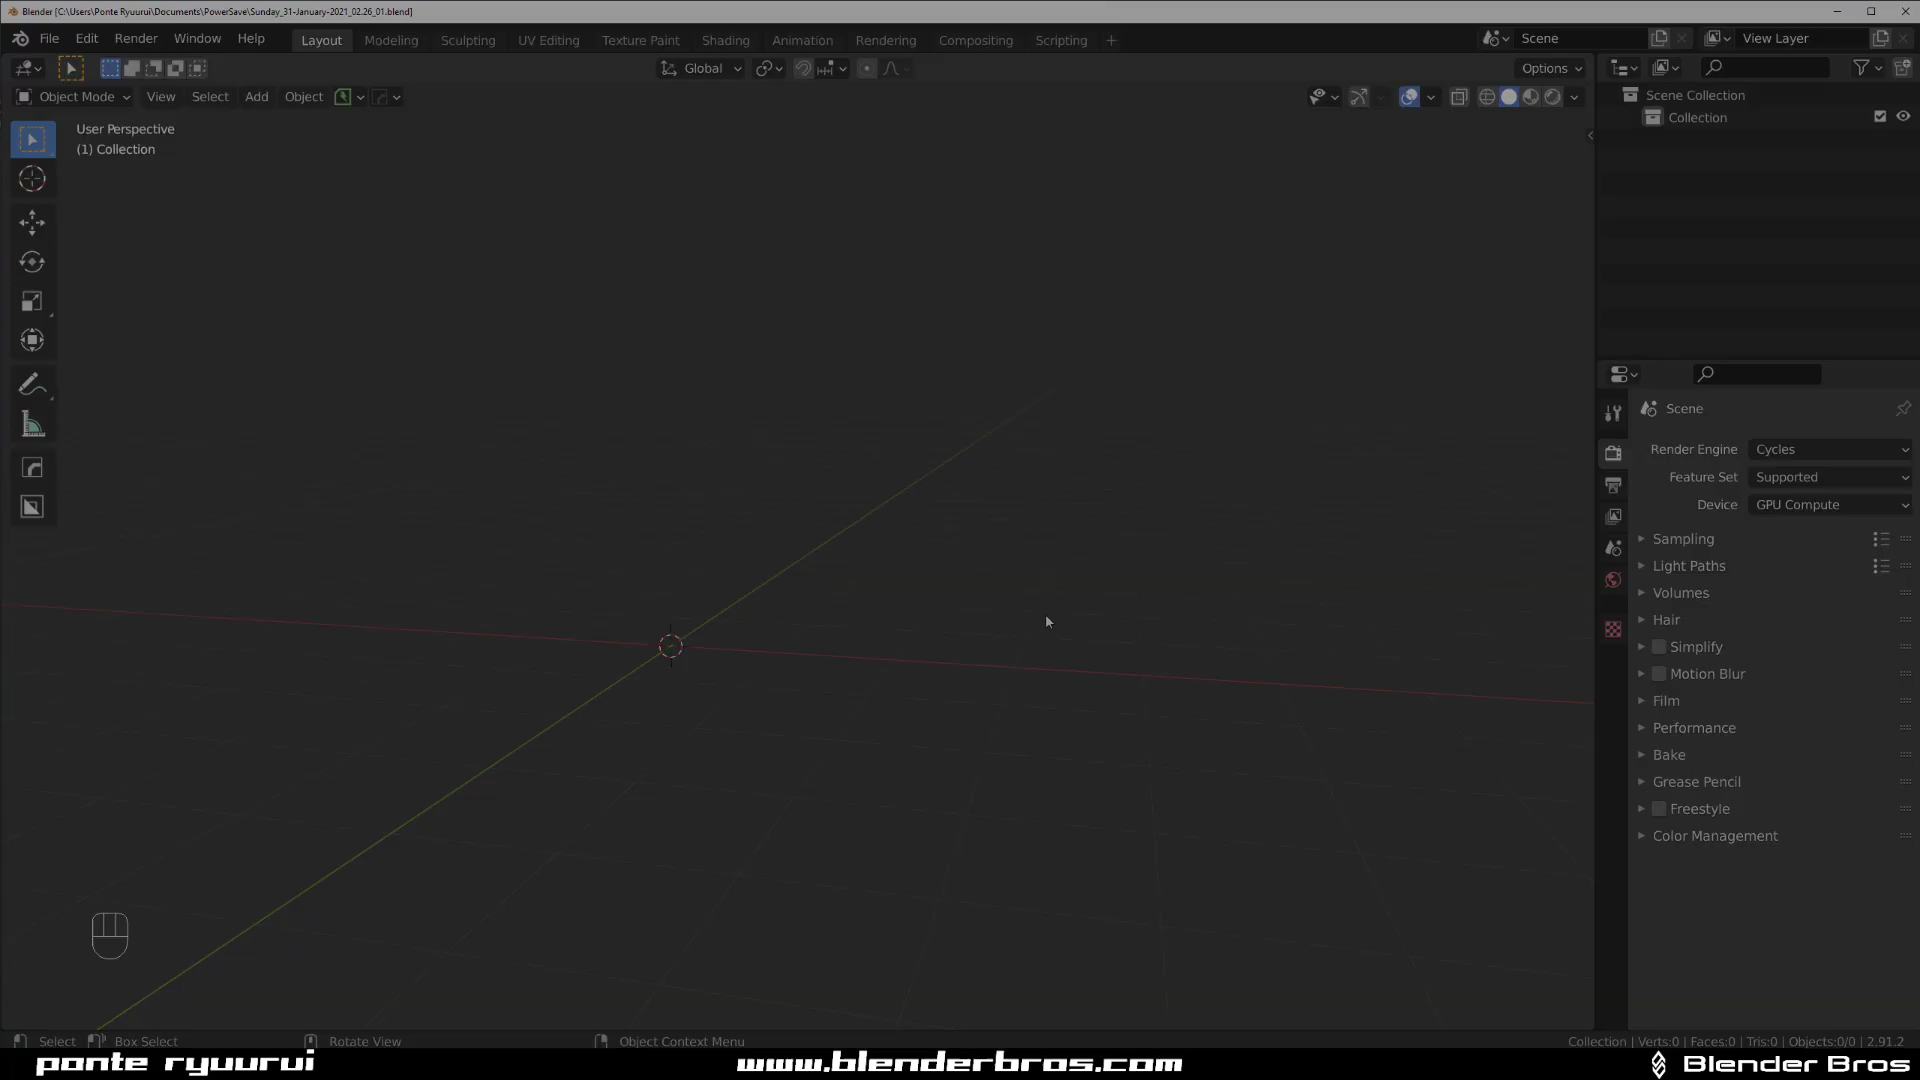 Blender [C:\Users\Ponte Ryuurui\Documents\PowerSave\Sunday_31-January-2021_02.26_01.blend]
File Edit Render Window Help Layout Modeling Sculpting UV Editing Texture Paint Shading Animation Rendering Compositing Scripting + Scene View Layer
Global Options
Object Mode View Select Add Object
User Perspective
(1) Collection
Scene Collection
Collection
Scene
Render Engine Cycles
Feature Set Supported
Device GPU Compute
Sampling
Light Paths
Volumes
Hair
Simplify
Motion Blur
Film
Performance
Bake
Grease Pencil
Freestyle
Color Management
Select Box Select Rotate View Object Context Menu Collection | Verts:0 | Faces:0 | Tris:0 | Objects:0/0 | 2.91.2
ponte ryuurui www.blenderbros.com Blender Bros